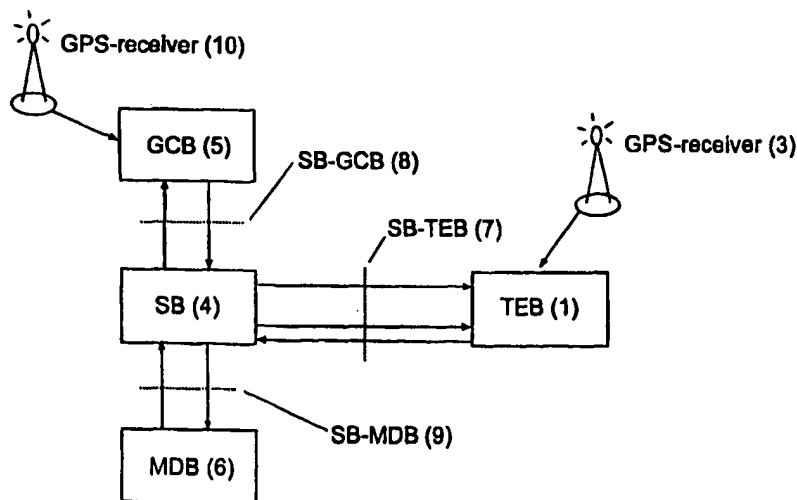 GPS-receiver (10)
GCB (5)
GPS-receiver (3)
SB-GCB (8)
SB-TEB (7)
SB (4)
TEB (1)
SB-MDB (9)
MDB (6)